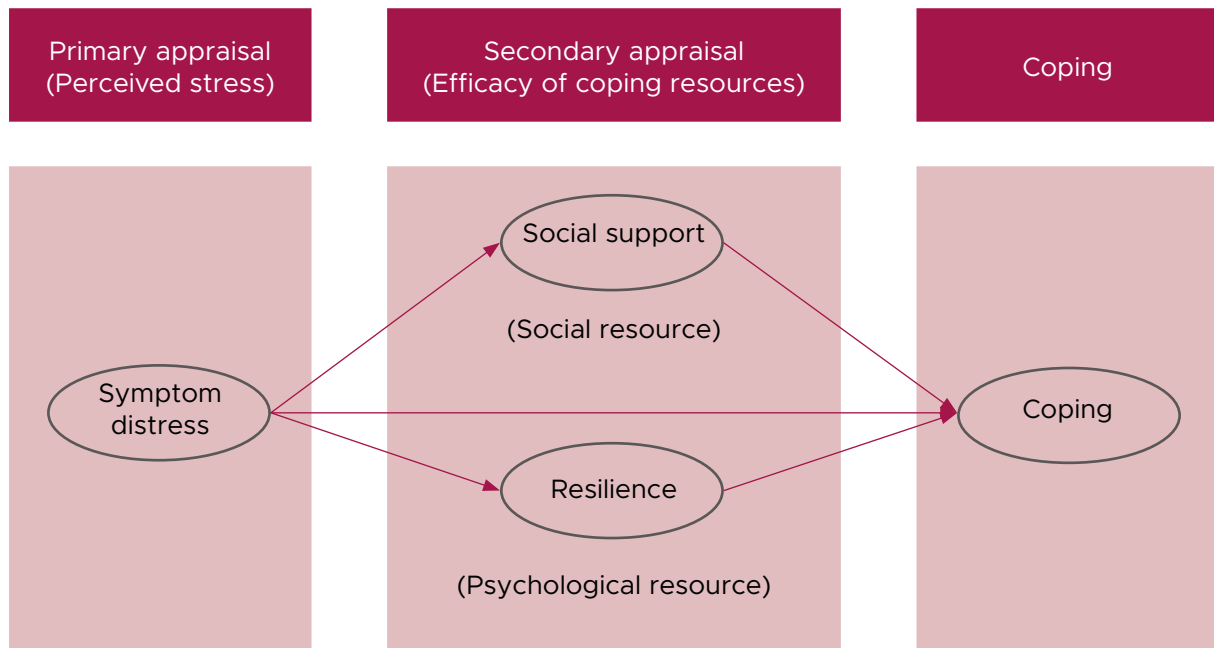 Primary appraisal
(Perceived stress)
Secondary appraisal
(Efficacy of coping resources)
Coping
Social support
(Social resource)
Symptom
distress
Coping
Resilience
(Psychological resource)